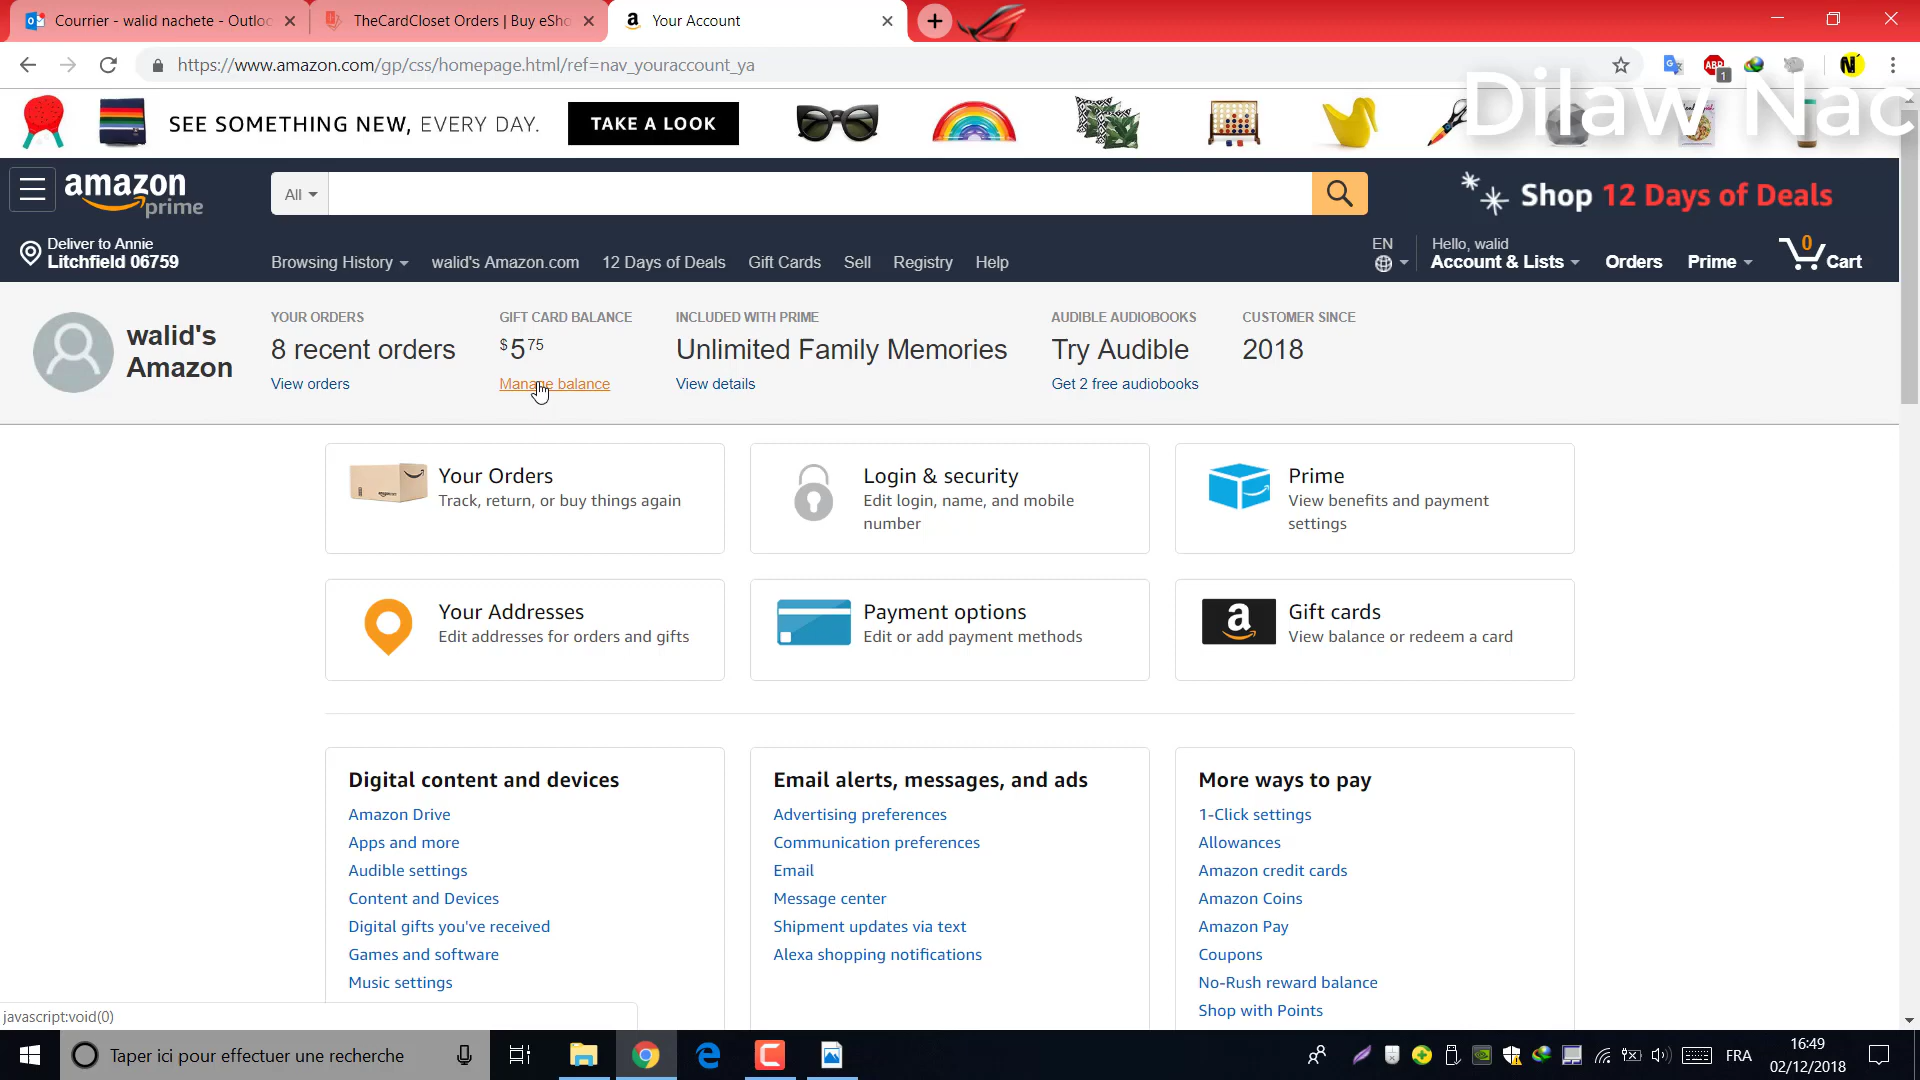 Courrier - walid nachete - Outloc
TheCardCloset Orders | Buy eSho
Your Account
https://www.amazon.com/gp/css/homepage.html/ref=nav_youraccount_ya
ABP
1
N
Dilaw Nac
SEE SOMETHING NEW, EVERY DAY.
TAKE A LOOK
amazon
prime
All
Shop 12 Days of Deals
Deliver to Annie
Litchfield 06759
Browsing History
walid's Amazon.com
12 Days of Deals
Gift Cards
Sell
Registry
Help
EN
Hello, walid
Account & Lists
Orders
Prime
0
Cart
walid's
Amazon
YOUR ORDERS
8 recent orders
View orders
GIFT CARD BALANCE
$5 75
Manage balance
INCLUDED WITH PRIME
Unlimited Family Memories
View details
AUDIBLE AUDIOBOOKS
Try Audible
Get 2 free audiobooks
CUSTOMER SINCE
2018
Your Orders
Track, return, or buy things again
Login & security
Edit login, name, and mobile
number
Prime
View benefits and payment
settings
Your Addresses
Edit addresses for orders and gifts
Payment options
Edit or add payment methods
Gift cards
View balance or redeem a card
Digital content and devices
Amazon Drive
Apps and more
Audible settings
Content and Devices
Digital gifts you've received
Games and software
Music settings
Email alerts, messages, and ads
Advertising preferences
Communication preferences
Email
Message center
Shipment updates via text
Alexa shopping notifications
More ways to pay
1-Click settings
Allowances
Amazon credit cards
Amazon Coins
Amazon Pay
Coupons
No-Rush reward balance
Shop with Points
javascript:void(0)
Taper ici pour effectuer une recherche
FRA
16:49
02/12/2018